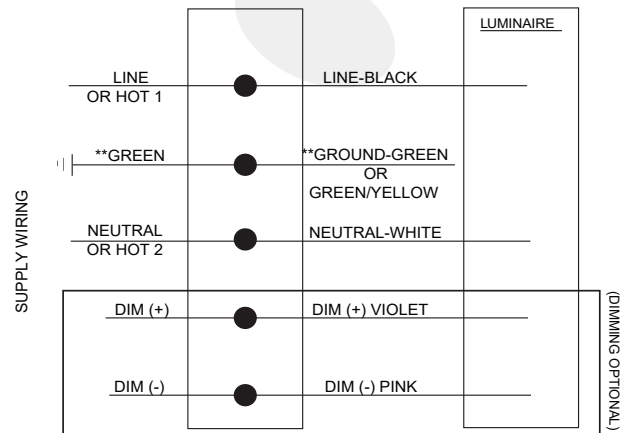 LUMINAIRE
LINE
OR HOT 1
LINE-BLACK
**GREEN
**GROUND-GREEN
OR
GREEN/YELLOW
NEUTRAL
OR HOT 2
NEUTRAL-WHITE
SUPPLY WIRING
DIM (+)
DIM (+) VIOLET
DIM (-)
DIM (-) PINK
(DIMMING OPTIONAL)